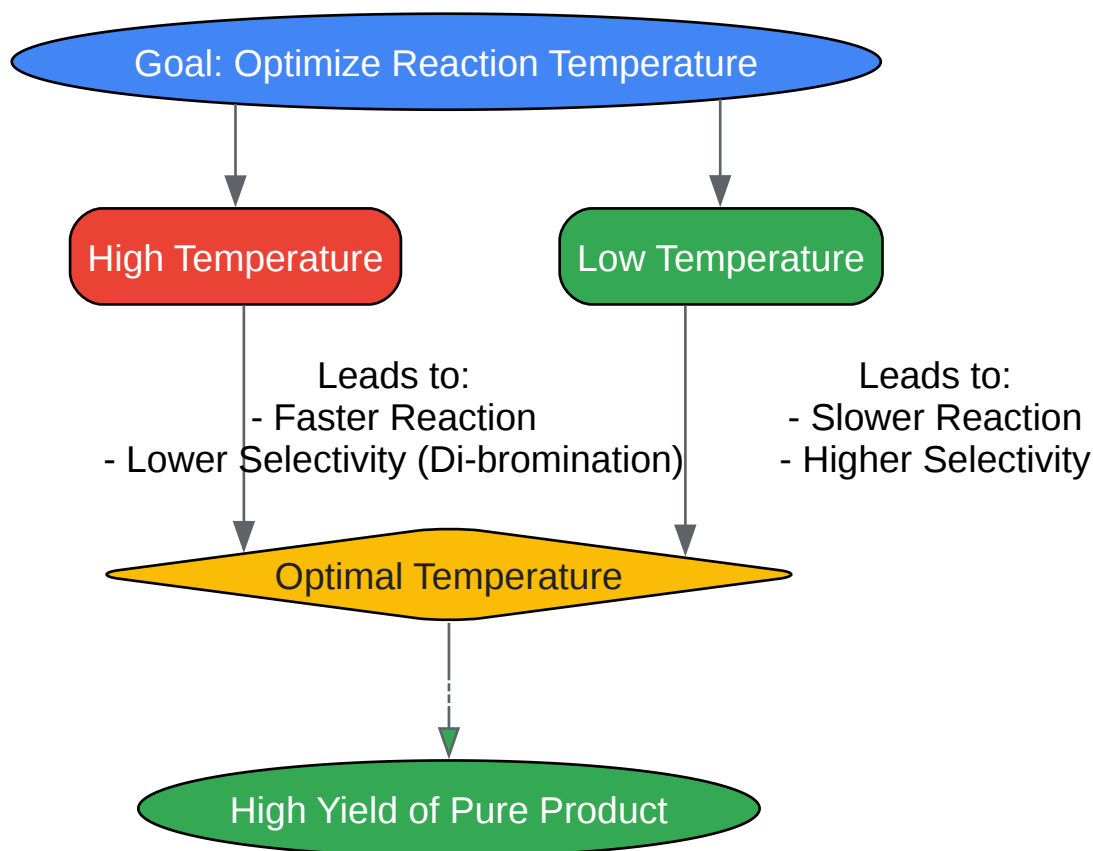 Goal: Optimize Reaction Temperature
High Temperature
Low Temperature
Leads to:
- Faster Reaction
- Lower Selectivity (Di-bromination)
Leads to:
- Slower Reaction
- Higher Selectivity
Optimal Temperature
High Yield of Pure Product